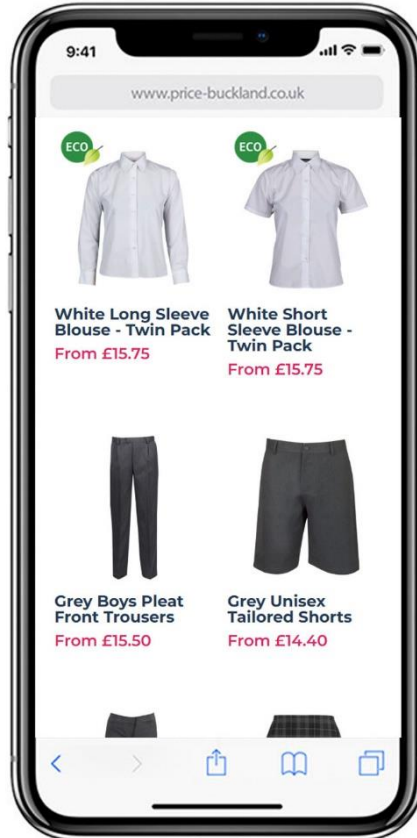 9:41
www.price-buckland.co.uk
ECO
ECO
White Long Sleeve
Blouse - Twin Pack
From £15.75
White Short
Sleeve Blouse -
Twin Pack
From £15.75
Grey Boys Pleat
Front Trousers
From £15.50
Grey Unisex
Tailored Shorts
From £14.40